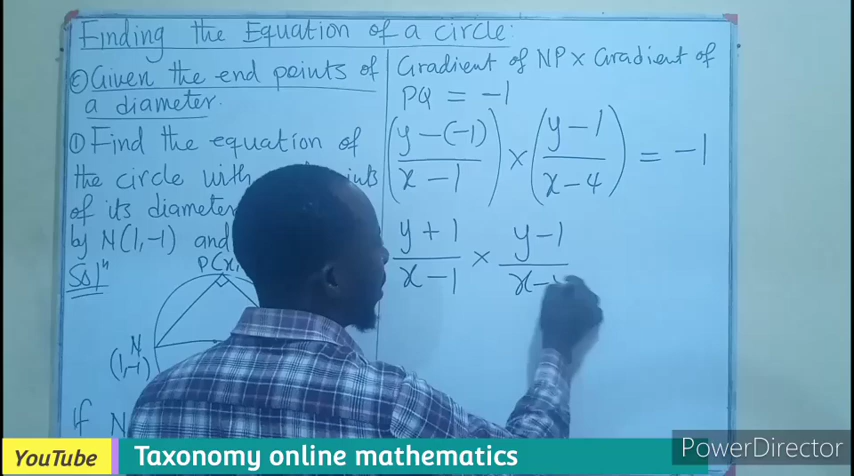 Finding the Equation of a circle:
© Given the end points of
a diameter.
① Find the equation of
the circle with points
of its diameter
by N(1,-1) and
Solⁿ
P(x,
N
(1,-1)
If N
Gradient of NP × Gradient of
PQ = -1
(y-(-1)/x-1) × (y-1/x-4) = -1
y+1/x-1 × y-1/x-
YouTube Taxonomy online mathematics
PowerDirector